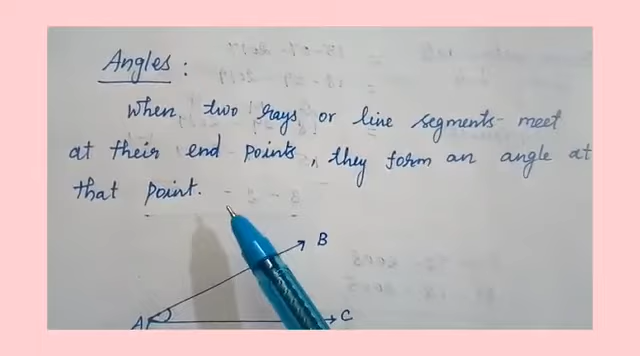 Angles :
When two rays or line segments meet
at their end points, they form an angle at
that point.
B
A
C